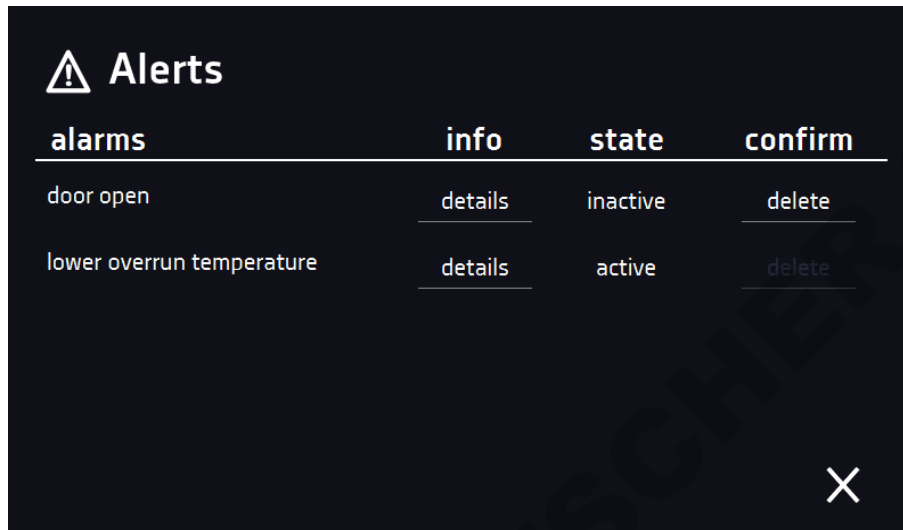 Alerts
alarms info state confirm
door open details inactive delete
lower overrun temperature details active delete